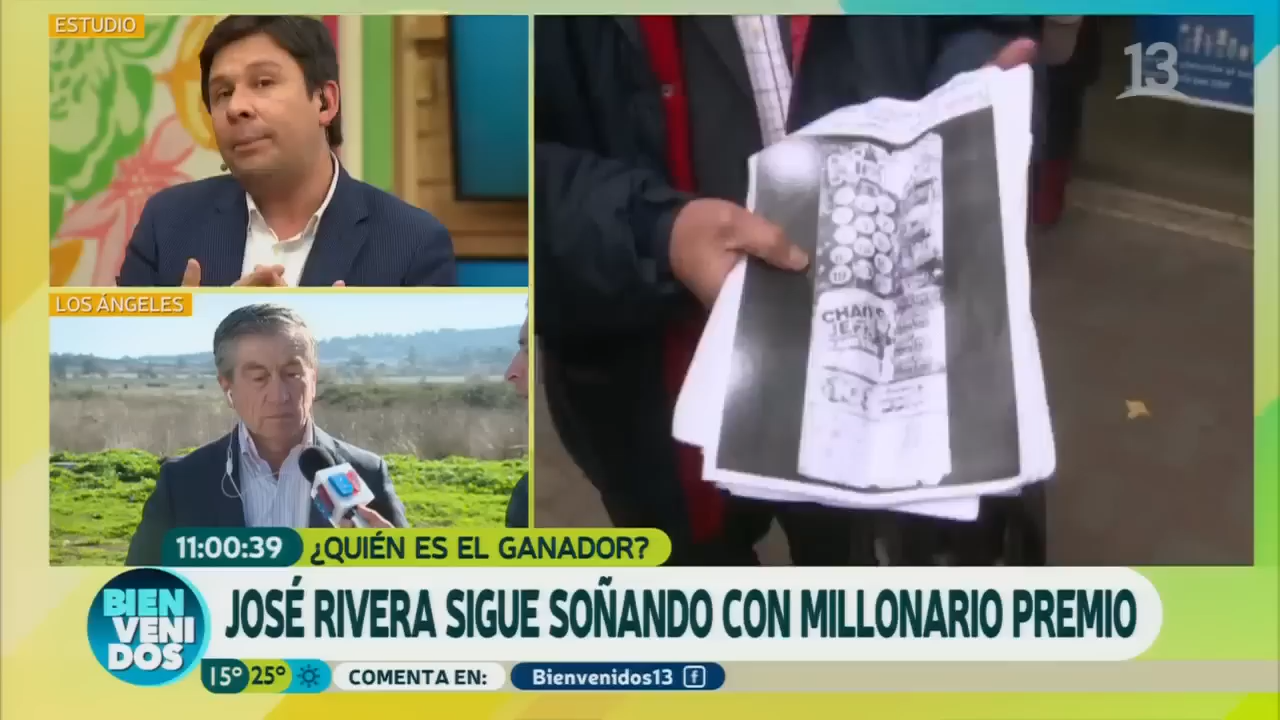 ESTUDIO
13
LOS ÁNGELES
11:00:39
¿QUIÉN ES EL GANADOR?
BIEN
VENI
DOS
JOSÉ RIVERA SIGUE SOÑANDO CON MILLONARIO PREMIO
15° 25°
COMENTA EN:
Bienvenidos13